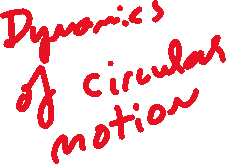 Dynamics
of circular
motion